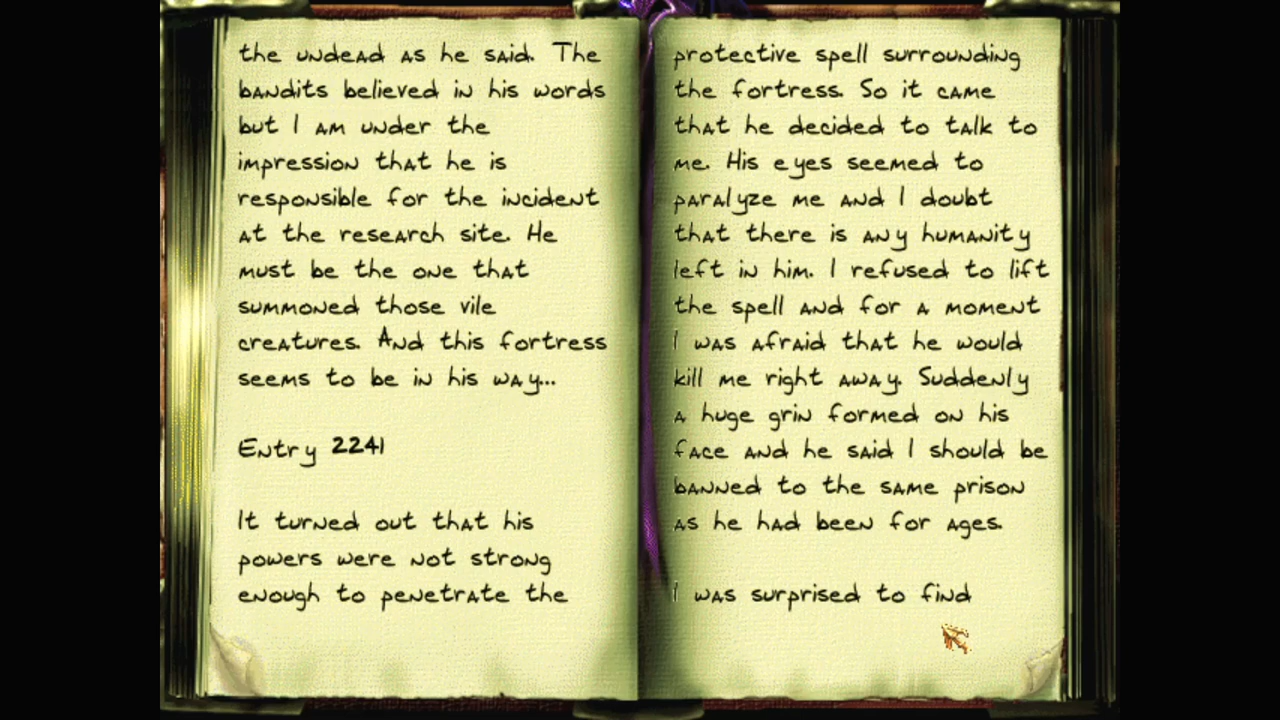 the undead as he said. The
bandits believed in his words
but I am under the
impression that he is
responsible for the incident
at the research site. He
must be the one that
summoned those vile
creatures. And this fortress
seems to be in his way...
Entry 2241
It turned out that his
powers were not strong
enough to penetrate the
protective spell surrounding
the fortress. So it came
that he decided to talk to
me. His eyes seemed to
paralyze me and I doubt
that there is any humanity
left in him. I refused to lift
the spell and for a moment
I was afraid that he would
kill me right away. Suddenly
a huge grin formed on his
face and he said I should be
banned to the same prison
as he had been for ages.
I was surprised to find